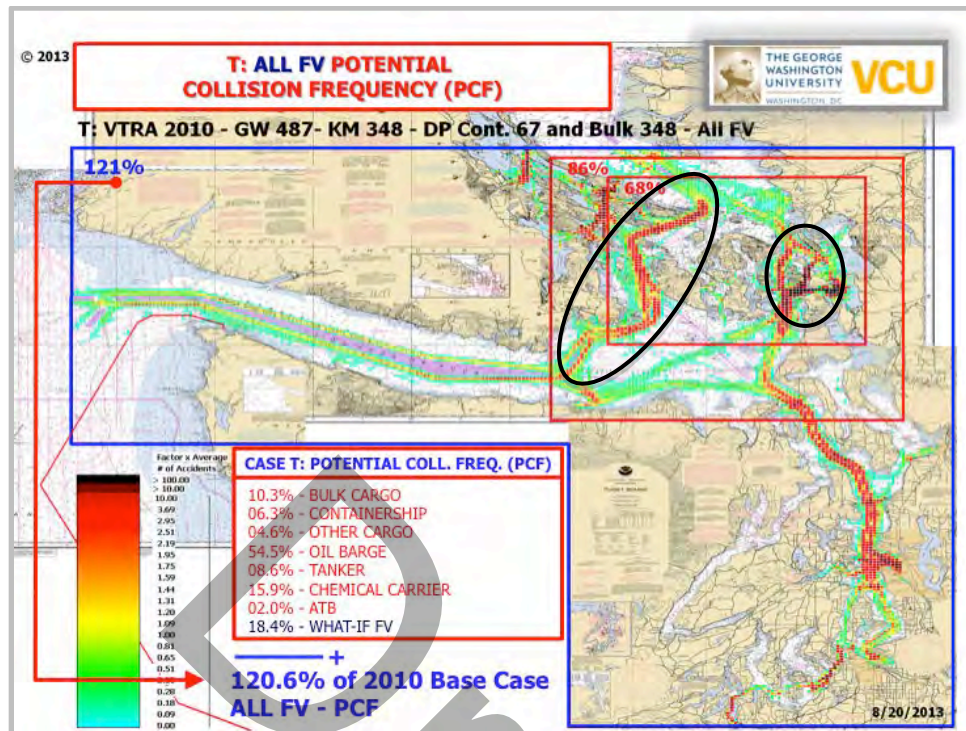 © 2013
T: ALL FV POTENTIAL
COLLISION FREQUENCY (PCF)
THE GEORGE
WASHINGTON
UNIVERSITY
WASHINGTON, DC
VCU
T: VTRA 2010 - GW 487- KM 348 - DP Cont. 67 and Bulk 348 - All FV
121%
86%
68%
Factor x Average
# of Accidents
> 100.00
> 10.00
10.00
3.69
2.95
2.51
2.19
1.95
1.75
1.59
1.44
1.31
1.20
1.09
1.00
0.81
0.65
0.51
0.28
0.18
0.09
0.00
CASE T: POTENTIAL COLL. FREQ. (PCF)
10.3% - BULK CARGO
06.3% - CONTAINERSHIP
04.6% - OTHER CARGO
54.5% - OIL BARGE
08.6% - TANKER
15.9% - CHEMICAL CARRIER
02.0% - ATB
18.4% - WHAT-IF FV
+
120.6% of 2010 Base Case
ALL FV - PCF
8/20/2013